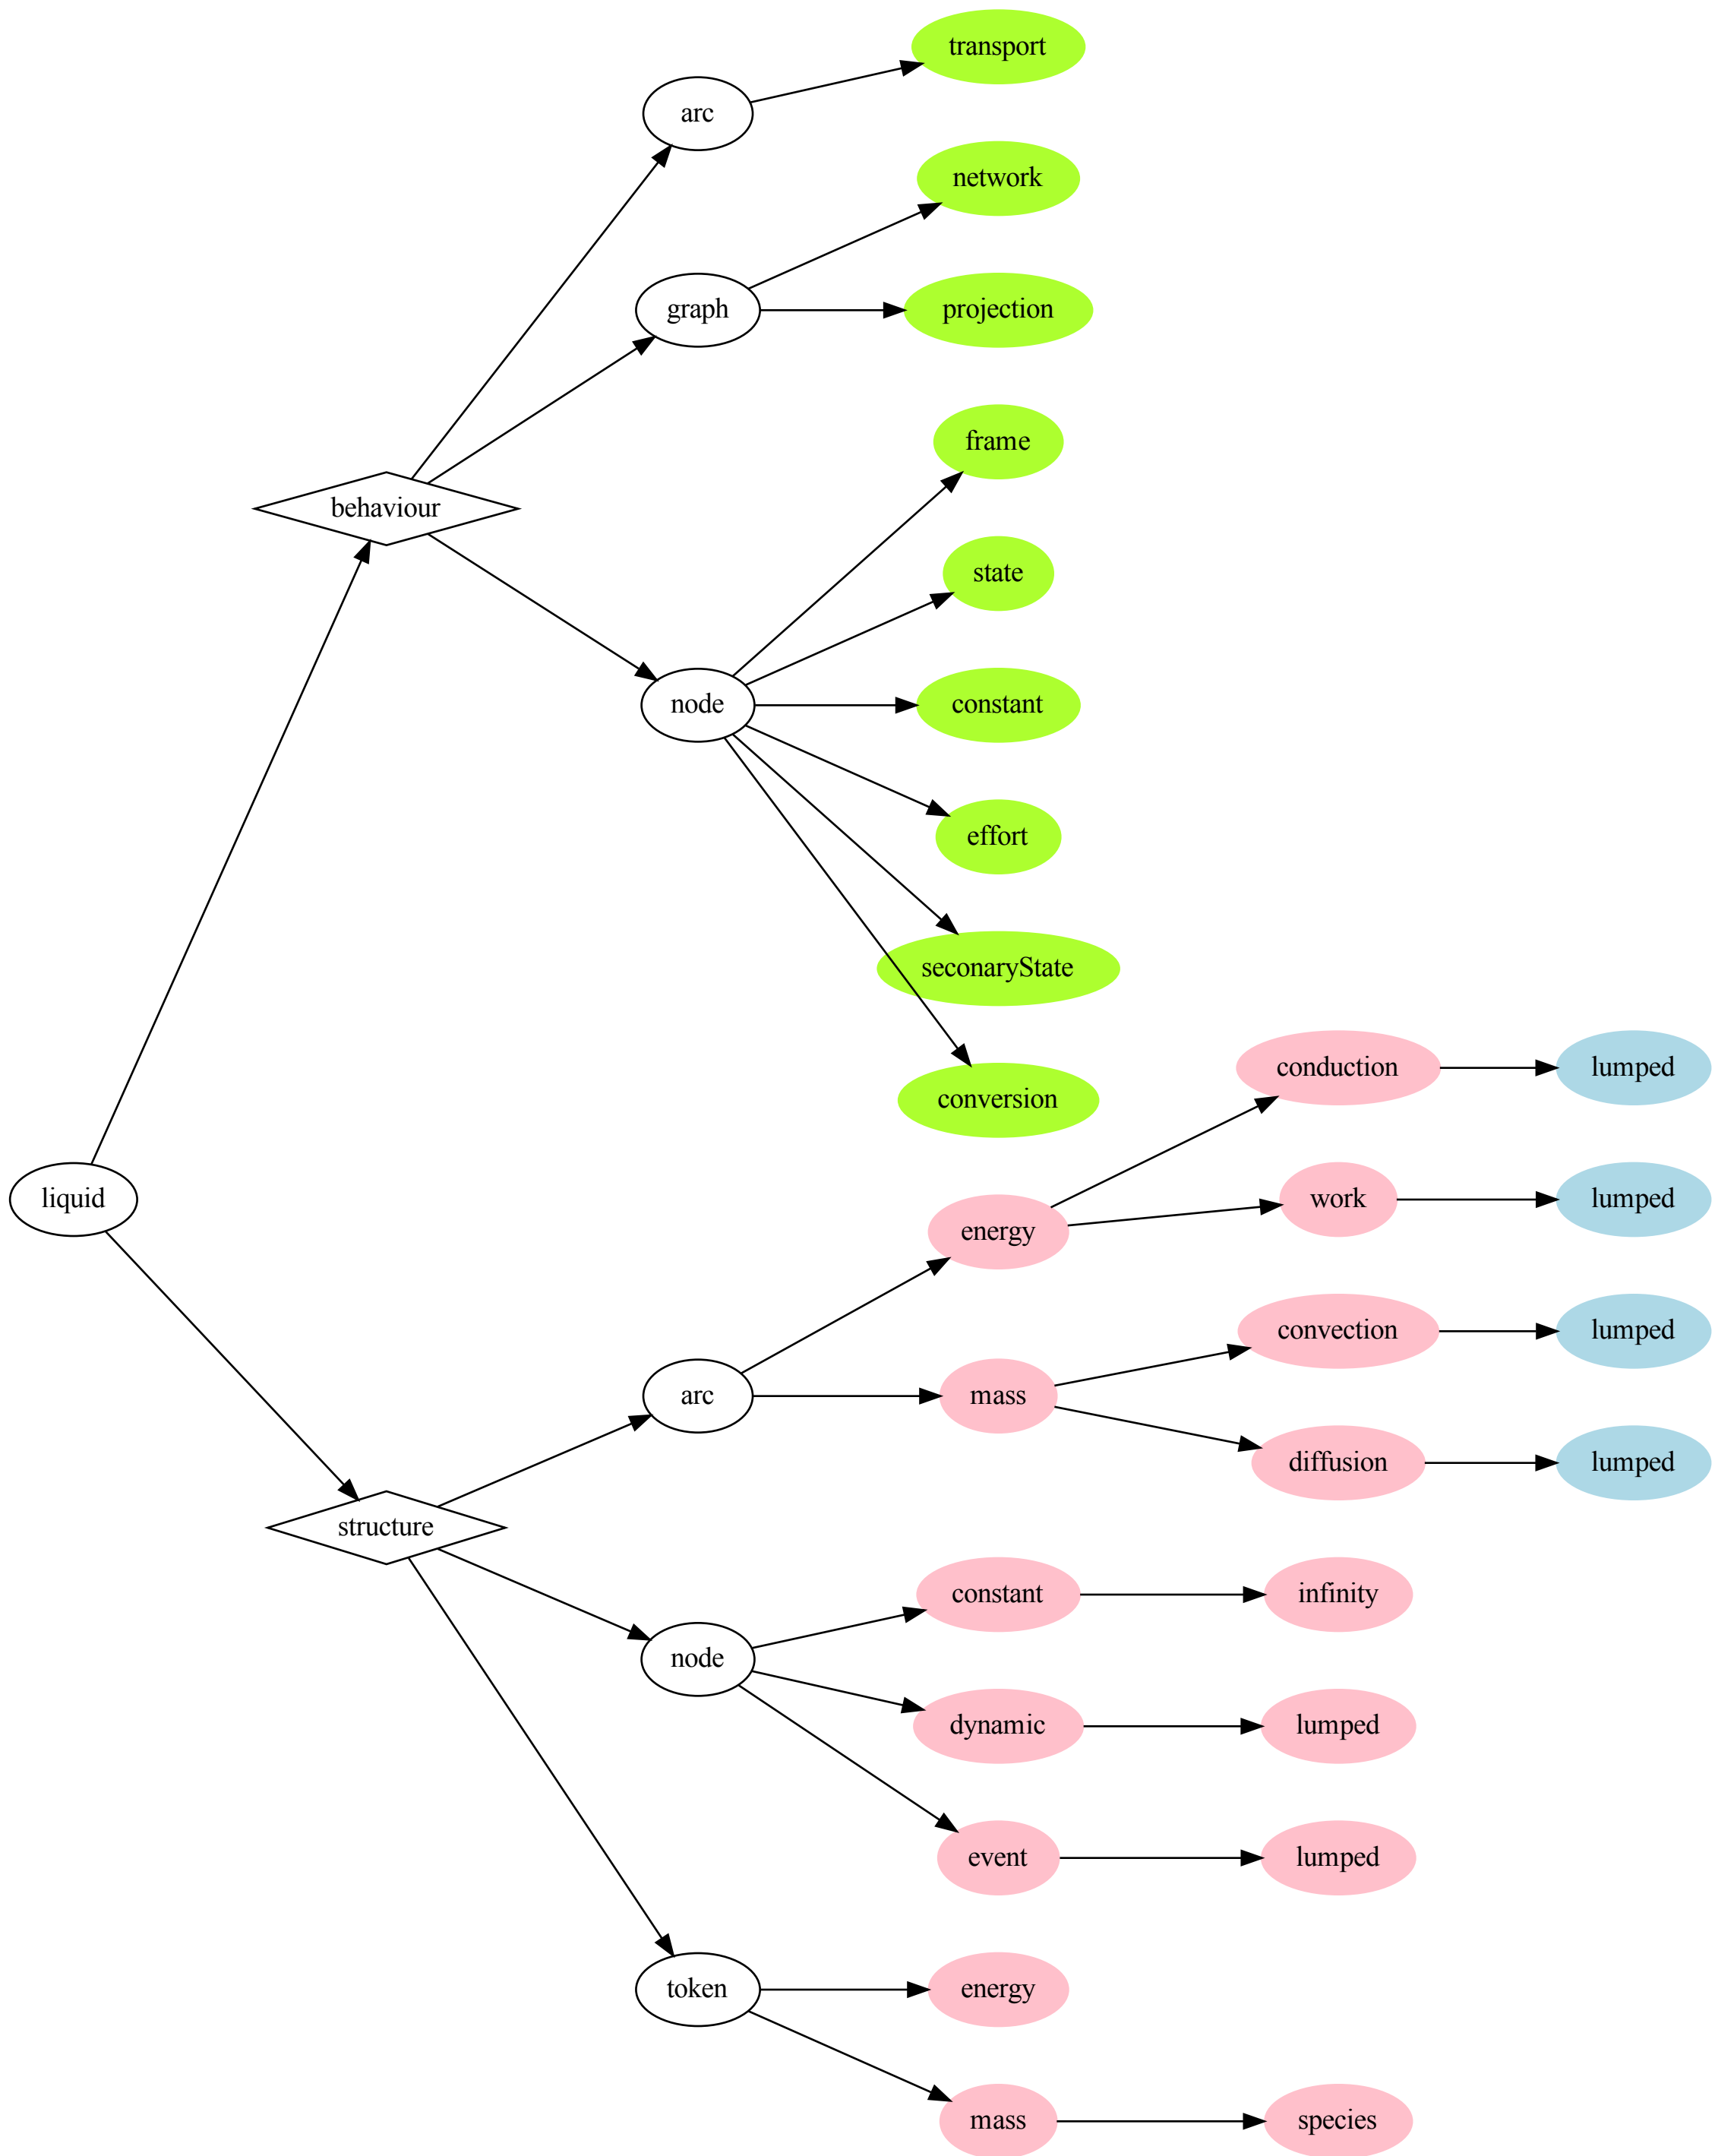 transport
arc
network
graph
projection
frame
behaviour
state
node
constant
effort
seconaryState
conduction
lumped
conversion
liquid
energy
work
lumped
convection
lumped
arc
mass
diffusion
lumped
structure
constant
infinity
node
dynamic
lumped
event
lumped
token
energy
mass
species